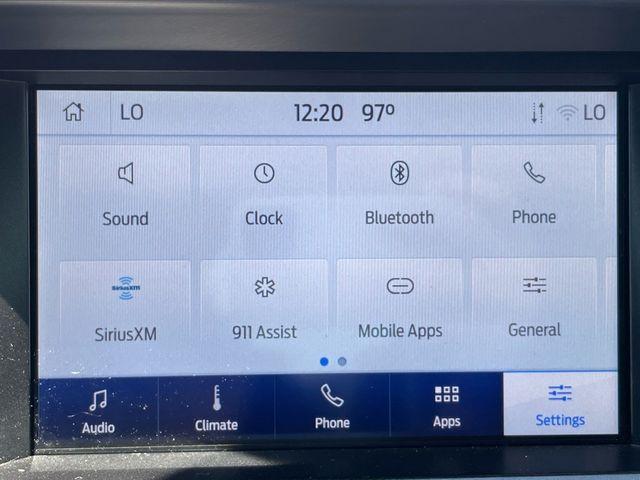 LO 12:20 97º LO
Sound Clock Bluetooth Phone
SiriusXM
SiriusXM 911 Assist Mobile Apps General
Audio Climate Phone Apps Settings